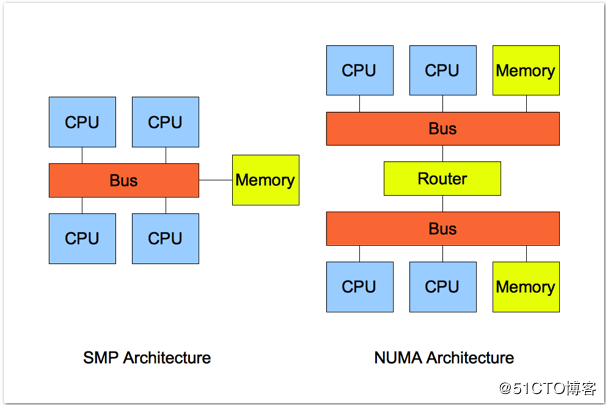 CPU
CPU
Bus
Memory
CPU
CPU
SMP Architecture
CPU
CPU
Memory
Bus
Router
Bus
CPU
CPU
Memory
NUMA Architecture
@51CTO博客